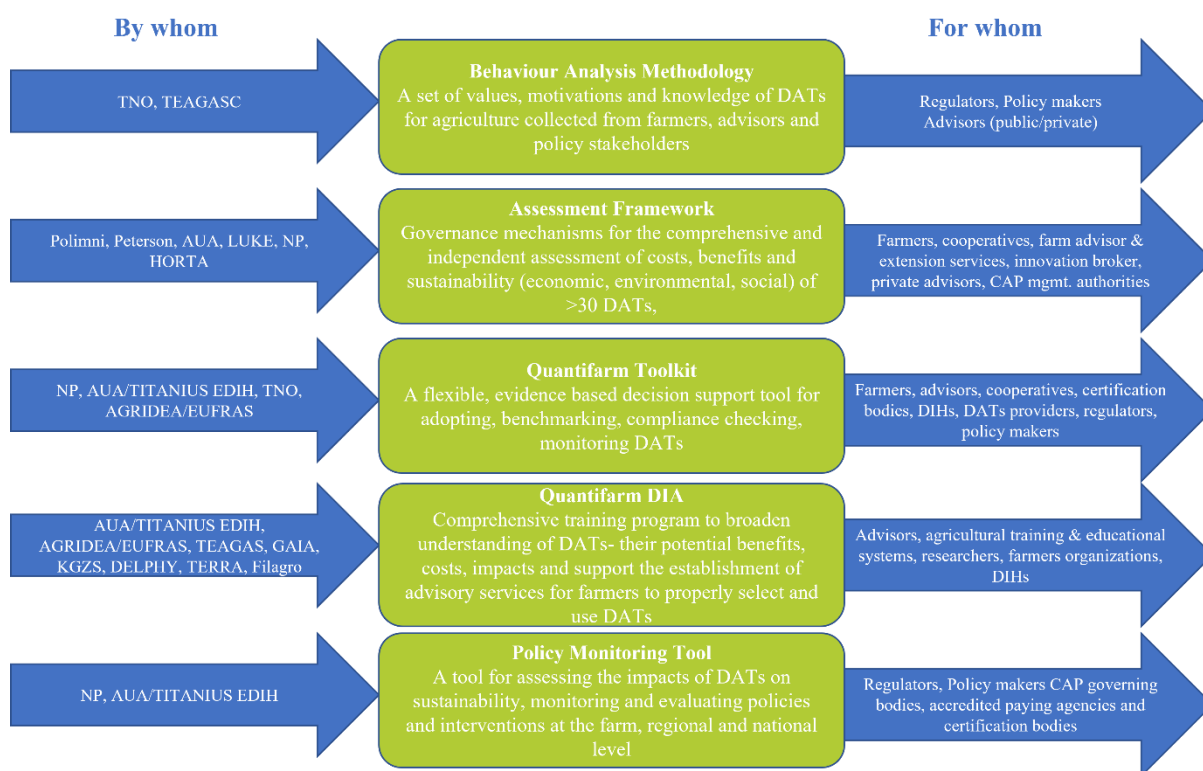 By whom
For whom
TNO, TEAGASC
Behaviour Analysis Methodology
A set of values, motivations and knowledge of DATs
for agriculture collected from farmers, advisors and
policy stakeholders
Regulators, Policy makers
Advisors (public/private)
Polimni, Peterson, AUA, LUKE, NP,
HORTA
Assessment Framework
Governance mechanisms for the comprehensive and
independent assessment of costs, benefits and
sustainability (economic, environmental, social) of
>30 DATs,
Farmers, cooperatives, farm advisor &
extension services, innovation broker,
private advisors, CAP mgmt. authorities
NP, AUA/TITANIUS EDIH, TNO,
AGRIDEA/EUFRAS
Quantifarm Toolkit
A flexible, evidence based decision support tool for
adopting, benchmarking, compliance checking,
monitoring DATs
Farmers, advisors, cooperatives, certification
bodies, DIHs, DATs providers, regulators,
policy makers
AUA/TITANIUS EDIH,
AGRIDEA/EUFRAS, TEAGAS, GAIA,
KGZS, DELPHY, TERRA, Filagro
Quantifarm DIA
Comprehensive training program to broaden
understanding of DATs- their potential benefits,
costs, impacts and support the establishment of
advisory services for farmers to properly select and
use DATs
Advisors, agricultural training & educational
systems, researchers, farmers organizations,
DIHs
NP, AUA/TITANIUS EDIH
Policy Monitoring Tool
A tool for assessing the impacts of DATs on
sustainability, monitoring and evaluating policies
and interventions at the farm, regional and national
level
Regulators, Policy makers CAP governing
bodies, accredited paying agencies and
certification bodies